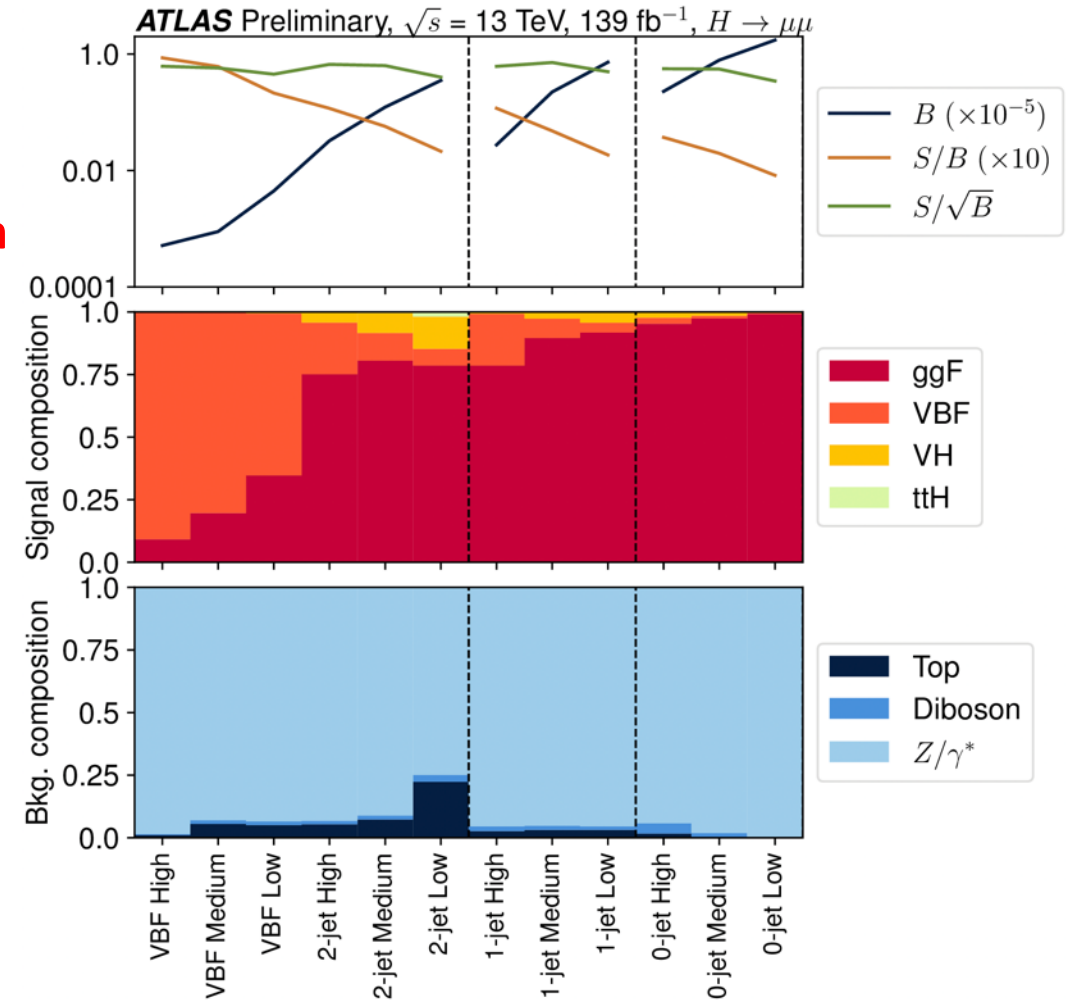 ATLAS Preliminary, √s = 13 TeV, 139 fb⁻¹, H → μμ
1.0
0.01
0.0001
B (×10⁻⁵)
S/B (×10)
S/√B
n
Signal composition
1.0
0.75
0.5
0.25
0.0
ggF
VBF
VH
ttH
Bkg. composition
1.0
0.75
0.5
0.25
0.0
Top
Diboson
Z/γ*
VBF High
VBF Medium
VBF Low
2-jet High
2-jet Medium
2-jet Low
1-jet High
1-jet Medium
1-jet Low
0-jet High
0-jet Medium
0-jet Low